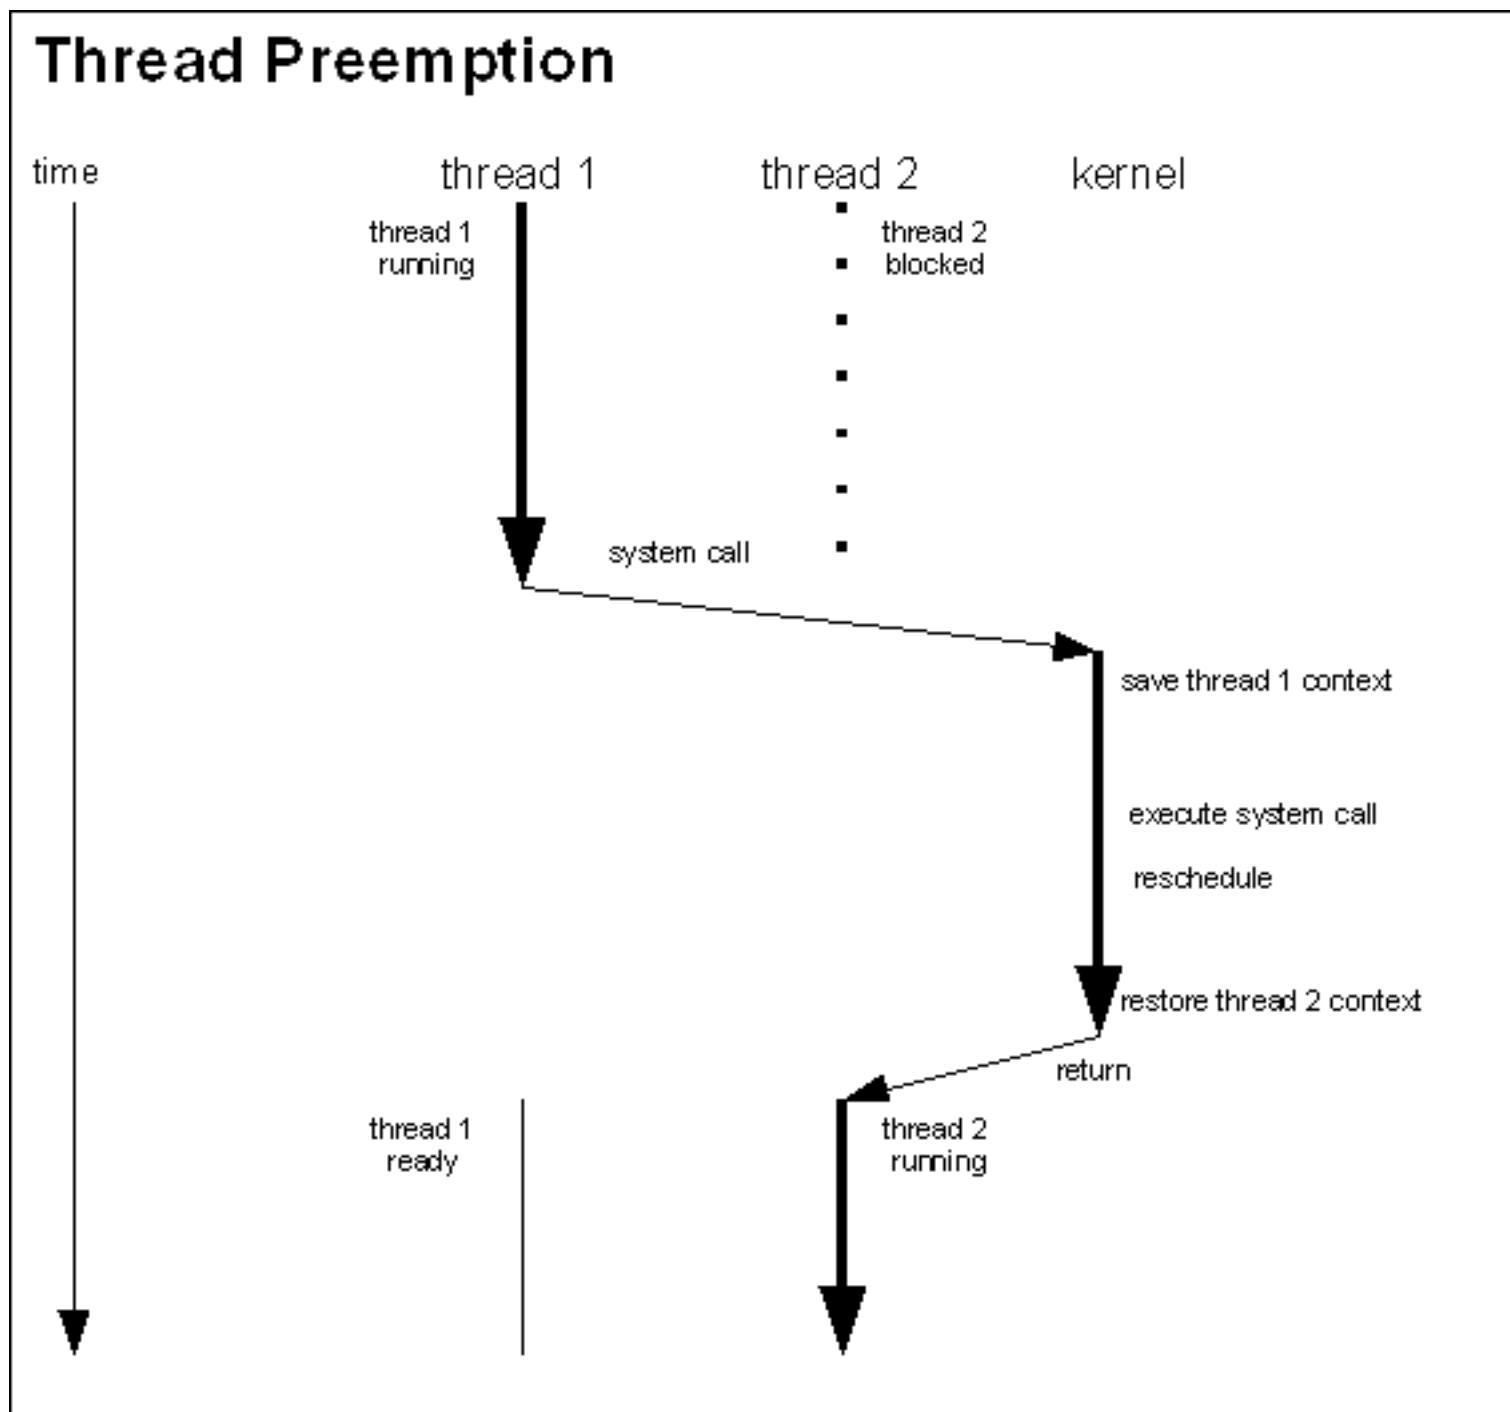 Thread Preemption
time
thread 1
thread 2
kernel
thread 1
running
thread 2
blocked
system call
save thread 1 context
execute system call
reschedule
restore thread 2 context
return
thread 1
ready
thread 2
running